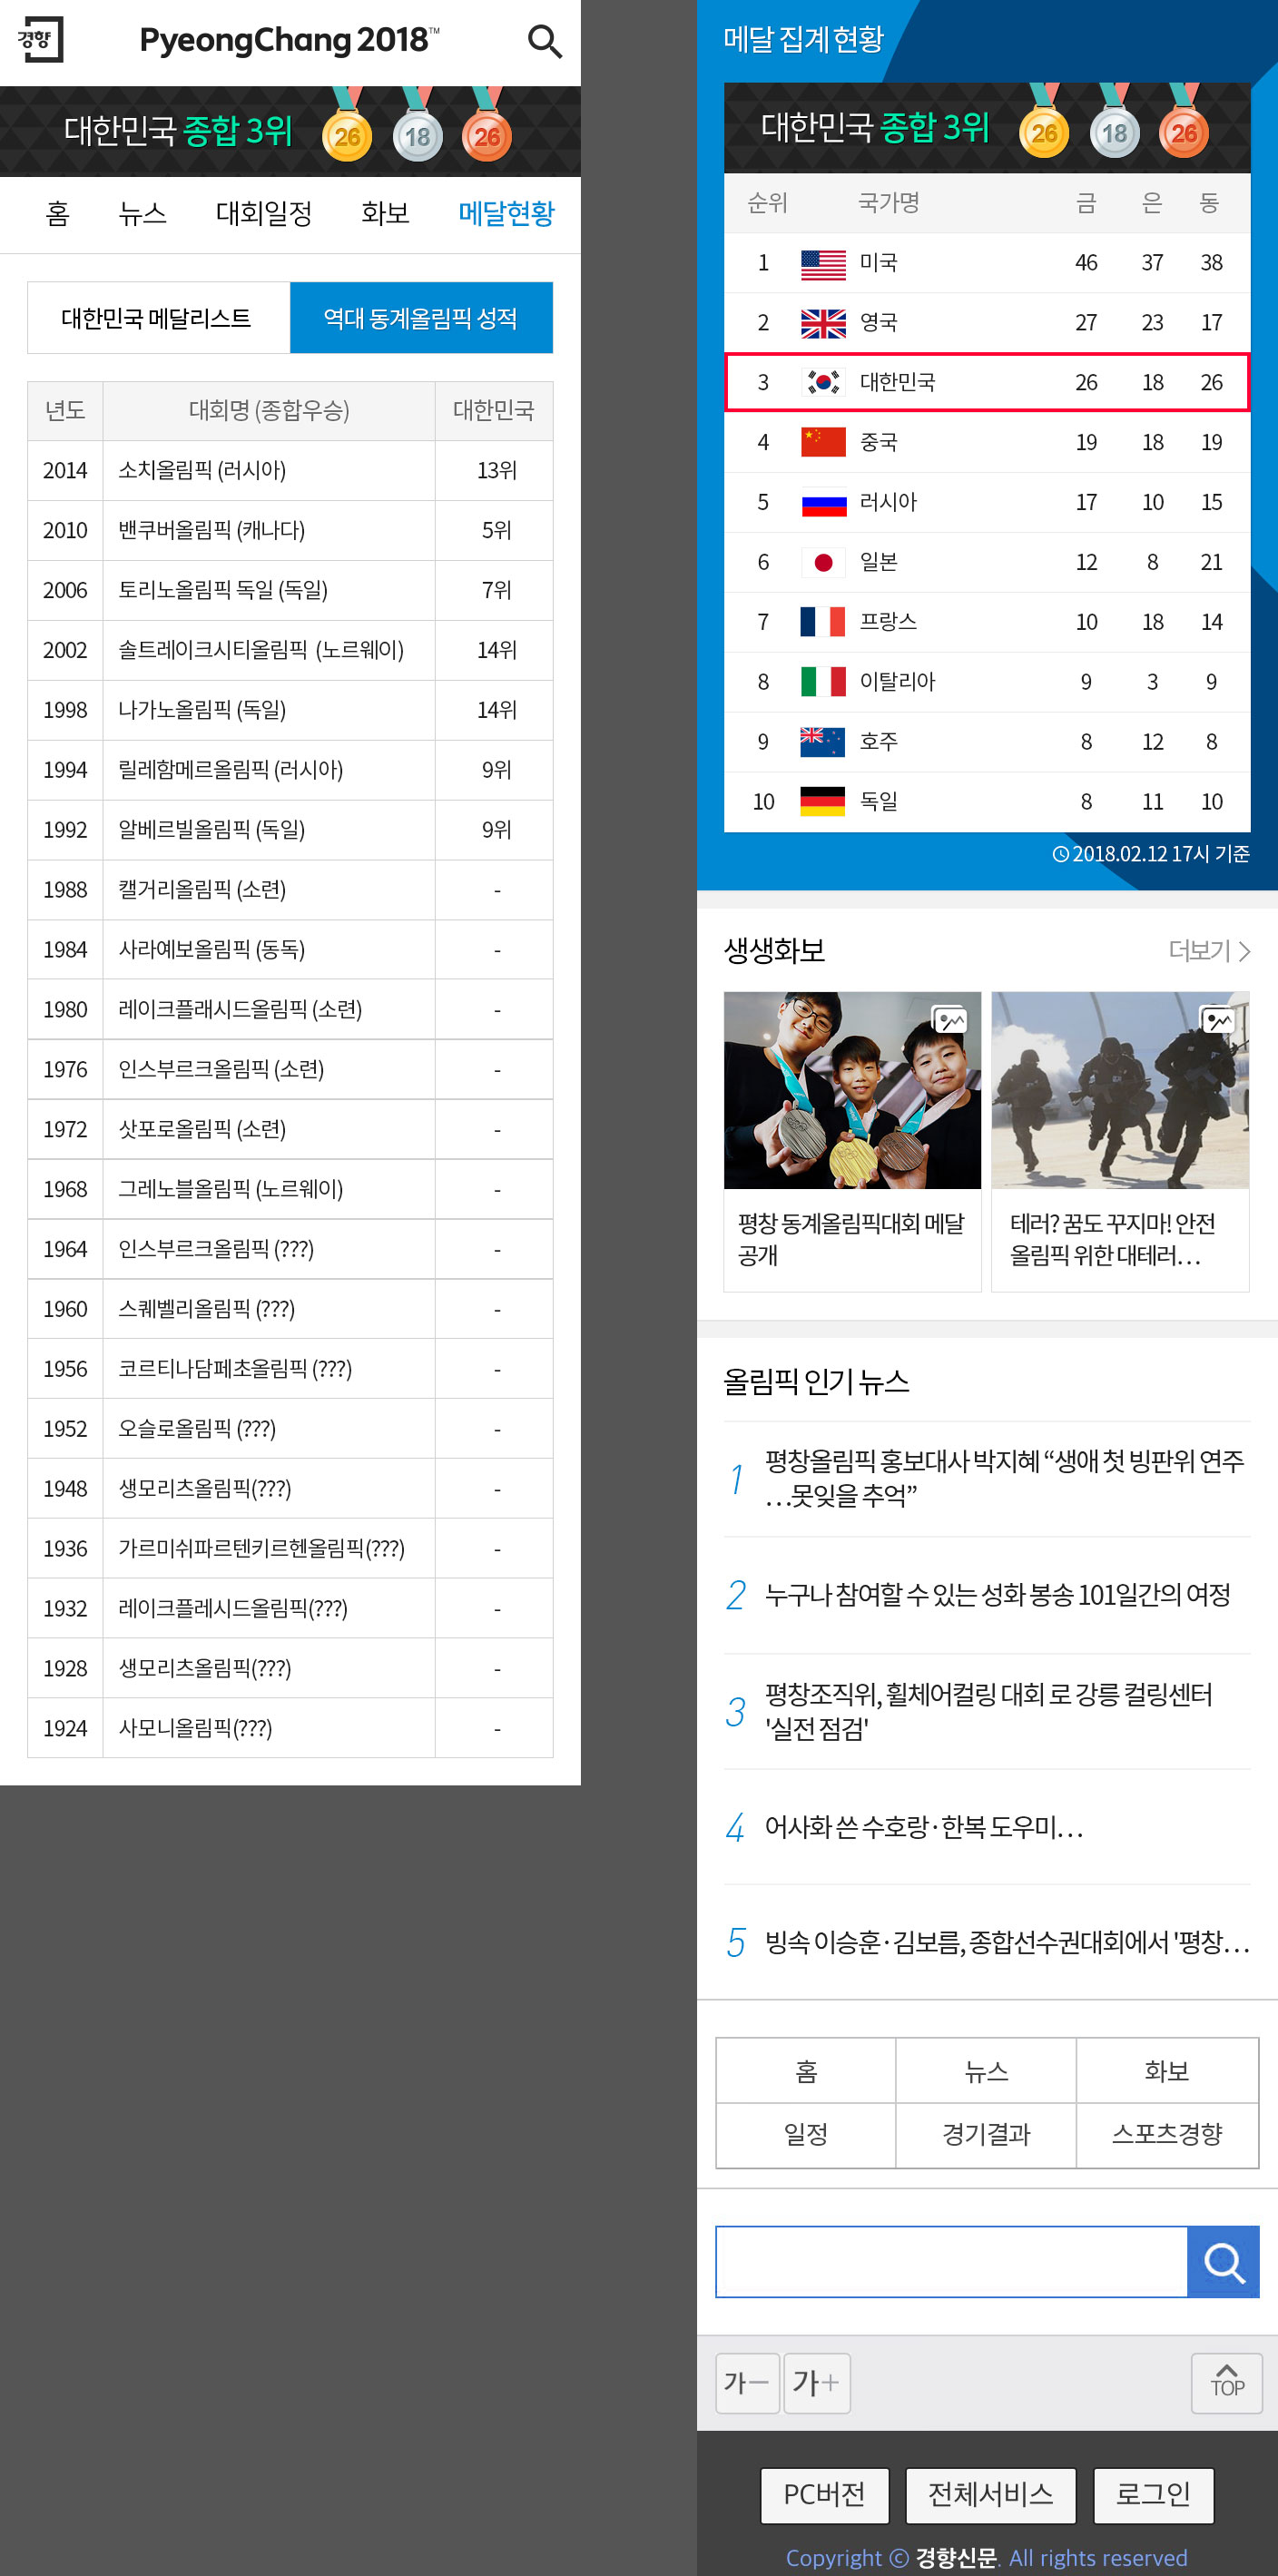 경향
PyeongChang 2018™
대한민국 종합 3위 26 18 26
홈 뉴스 대회일정 화보 메달현황
대한민국 메달리스트 역대 동계올림픽 성적
년도 대회명 (종합우승) 대한민국
2014 소치올림픽 (러시아) 13위
2010 밴쿠버올림픽 (캐나다) 5위
2006 토리노올림픽 독일 (독일) 7위
2002 솔트레이크시티올림픽 (노르웨이) 14위
1998 나가노올림픽 (독일) 14위
1994 릴레함메르올림픽 (러시아) 9위
1992 알베르빌올림픽 (독일) 9위
1988 캘거리올림픽 (소련) -
1984 사라예보올림픽 (동독) -
1980 레이크플래시드올림픽 (소련) -
1976 인스부르크올림픽 (소련) -
1972 삿포로올림픽 (소련) -
1968 그레노블올림픽 (노르웨이) -
1964 인스부르크올림픽 (???) -
1960 스퀘벨리올림픽 (???) -
1956 코르티나담페초올림픽 (???) -
1952 오슬로올림픽 (???) -
1948 생모리츠올림픽(???) -
1936 가르미쉬파르텐키르헨올림픽(???) -
1932 레이크플레시드올림픽(???) -
1928 생모리츠올림픽(???) -
1924 사모니올림픽(???) -
메달 집계 현황
대한민국 종합 3위 26 18 26
순위 국가명 금 은 동
1 미국 46 37 38
2 영국 27 23 17
3 대한민국 26 18 26
4 중국 19 18 19
5 러시아 17 10 15
6 일본 12 8 21
7 프랑스 10 18 14
8 이탈리아 9 3 9
9 호주 8 12 8
10 독일 8 11 10
2018.02.12 17시 기준
생생화보 더보기
평창 동계올림픽대회 메달
공개
테러? 꿈도 꾸지마! 안전
올림픽 위한 대테러…
올림픽 인기 뉴스
1 평창올림픽 홍보대사 박지혜 “생애 첫 빙판위 연주
…못잊을 추억”
2 누구나 참여할 수 있는 성화 봉송 101일간의 여정
3 평창조직위, 휠체어컬링 대회 로 강릉 컬링센터
'실전 점검'
4 어사화 쓴 수호랑·한복 도우미…
5 빙속 이승훈·김보름, 종합선수권대회에서 '평창…
홈 뉴스 화보
일정 경기결과 스포츠경향
가− 가+ TOP
PC버전 전체서비스 로그인
Copyright ⓒ 경향신문. All rights reserved